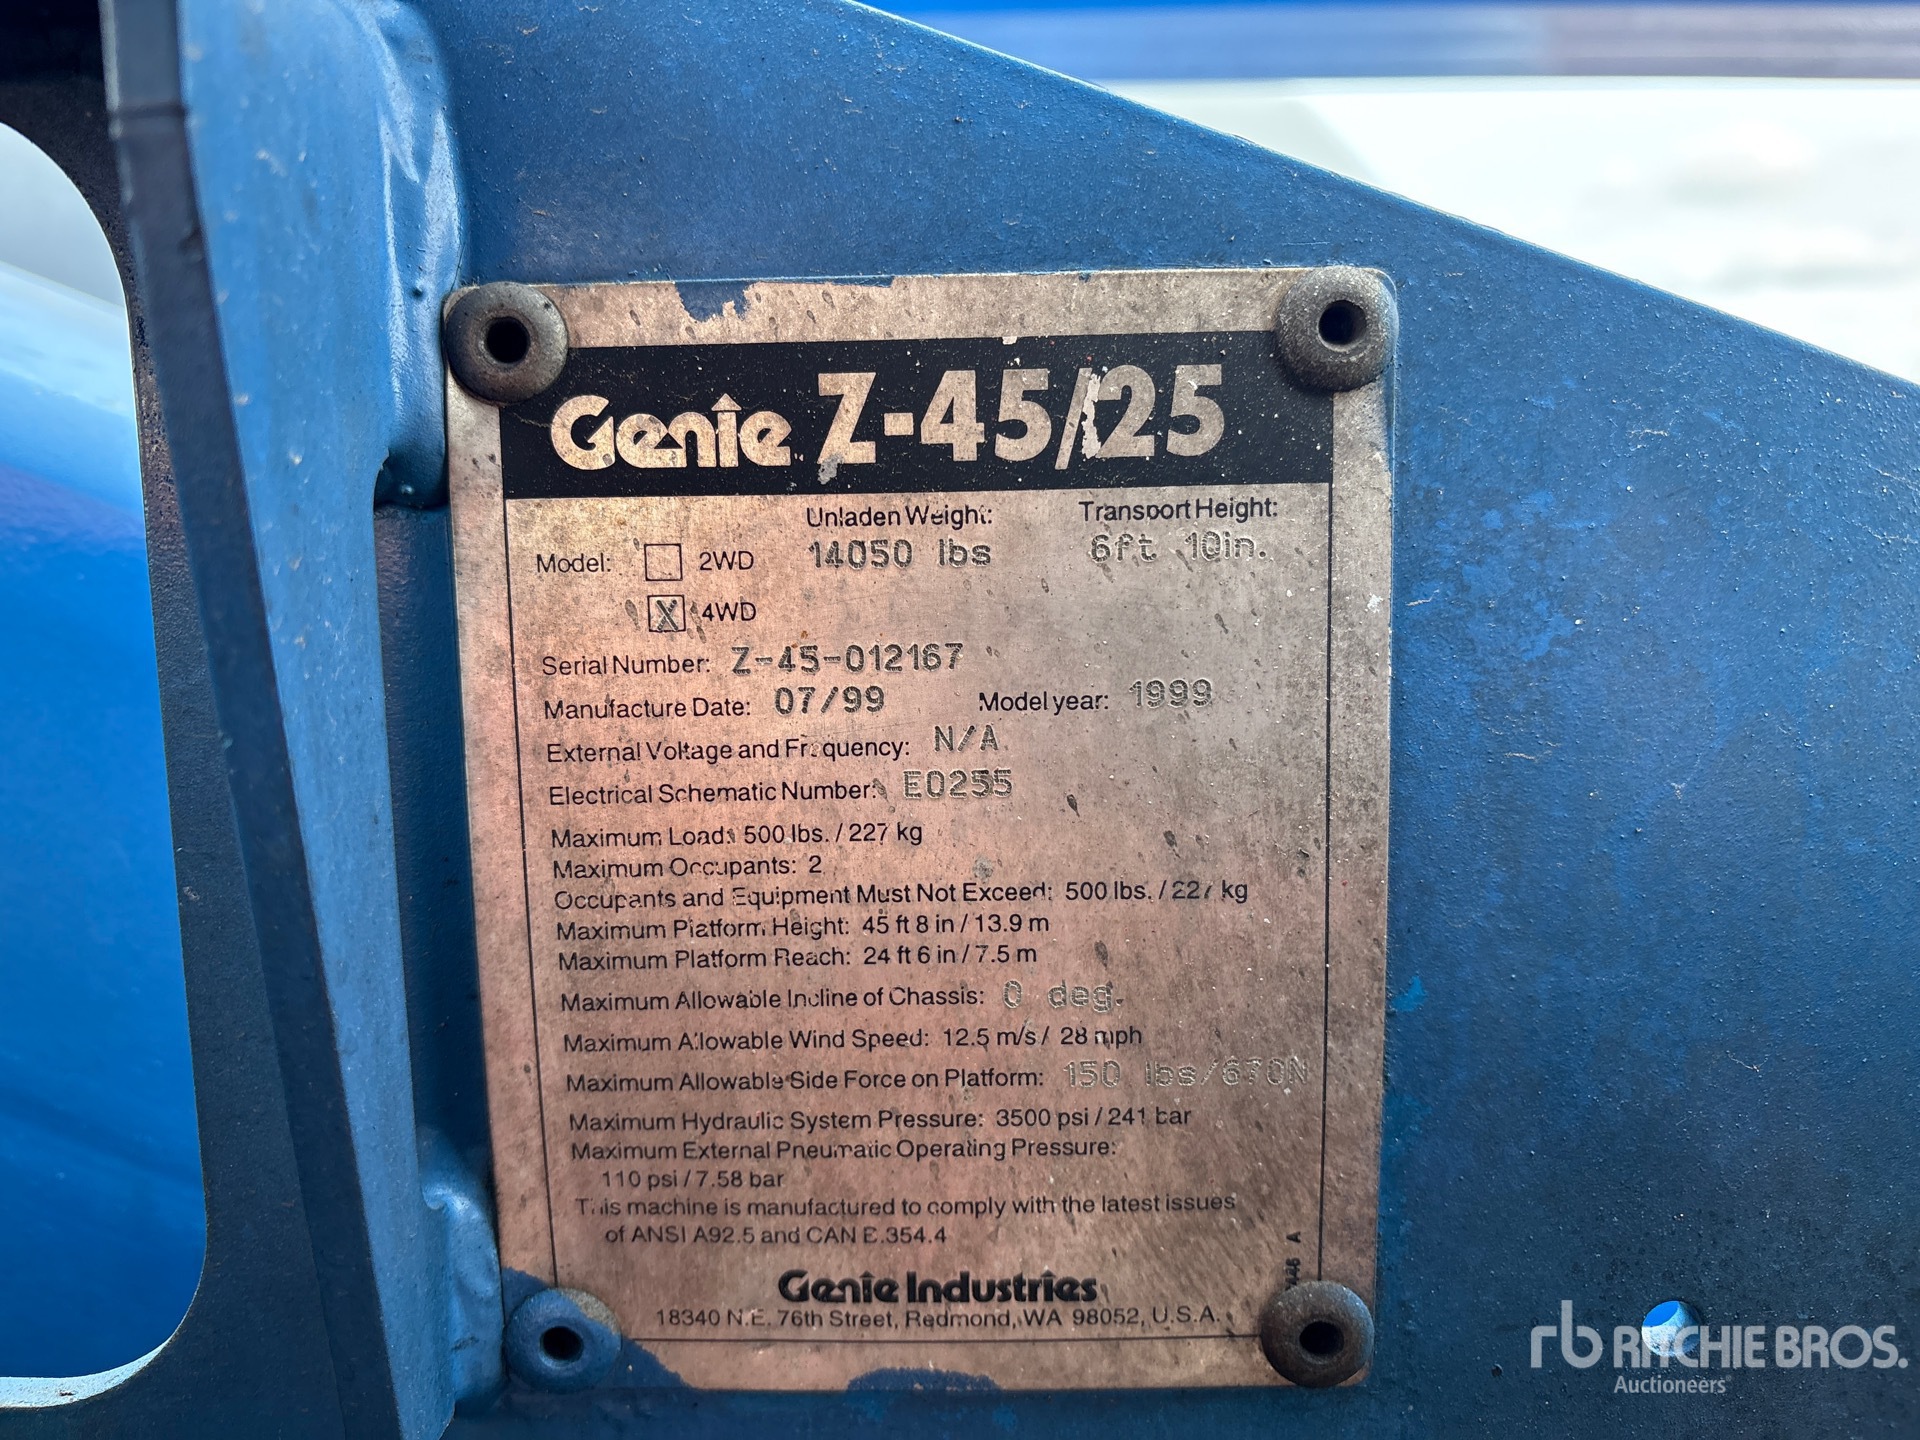 Genie Z-45/25
Unladen Weight: Transport Height:
Model: 2WD 14050 lbs 6ft 10in.
X 4WD
Serial Number: Z-45-012167
Manufacture Date: 07/99 Model year: 1999
External Voltage and Frequency: N/A
Electrical Schematic Number: E0255
Maximum Load: 500 lbs. / 227 kg
Maximum Occupants: 2
Occupants and Equipment Must Not Exceed: 500 lbs. / 227 kg
Maximum Platform Height: 45 ft 8 in / 13.9 m
Maximum Platform Reach: 24 ft 6 in / 7.5 m
Maximum Allowable Incline of Chassis: 0 deg.
Maximum Allowable Wind Speed: 12.5 m/s / 28 mph
Maximum Allowable Side Force on Platform: 150 lbs/670N
Maximum Hydraulic System Pressure: 3500 psi / 241 bar
Maximum External Pneumatic Operating Pressure:
110 psi / 7.58 bar
This machine is manufactured to comply with the latest issues
of ANSI A92.5 and CAN B.354.4
Genie Industries
18340 N.E. 76th Street, Redmond, WA 98052, U.S.A.
rb RITCHIE BROS.
Auctioneers